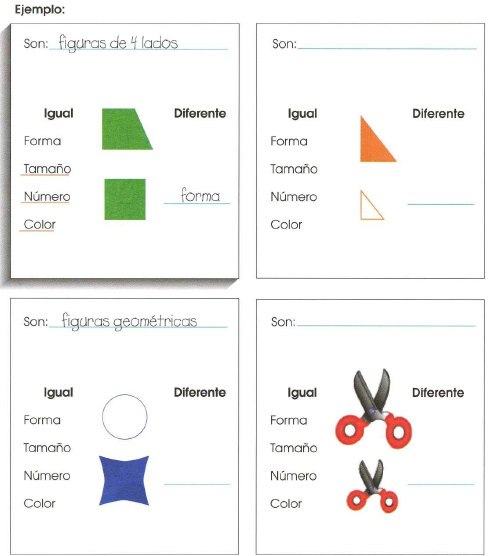 Ejemplo:
Son: figuras de 4 lados
Igual
Diferente
Forma
Tamaño
Número
forma
Color
Son:
Igual
Diferente
Forma
Tamaño
Número
Color
Son: figuras geométricas
Igual
Diferente
Forma
Tamaño
Número
Color
Son:
Igual
Diferente
Forma
Tamaño
Número
Color